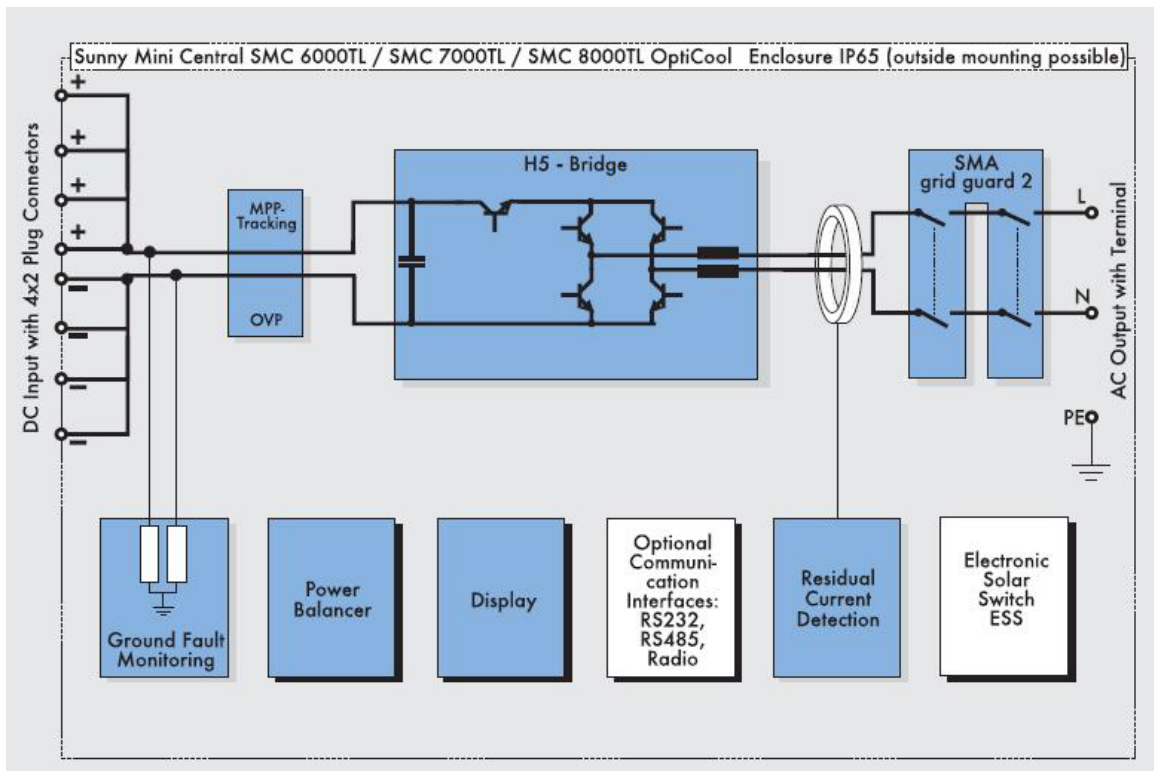 Sunny Mini Central SMC 6000TL / SMC 7000TL / SMC 8000TL OptiCool Enclosure IP65 (outside mounting possible)
DC Input with 4x2 Plug Connectors
+
+
+
+
−
−
−
−
MPP-
Tracking
OVP
H5 - Bridge
SMA
grid guard 2
L
N
PE
AC Output with Terminal
Ground Fault
Monitoring
Power
Balancer
Display
Optional
Communi-
cation
Interfaces:
RS232,
RS485,
Radio
Residual
Current
Detection
Electronic
Solar
Switch
ESS